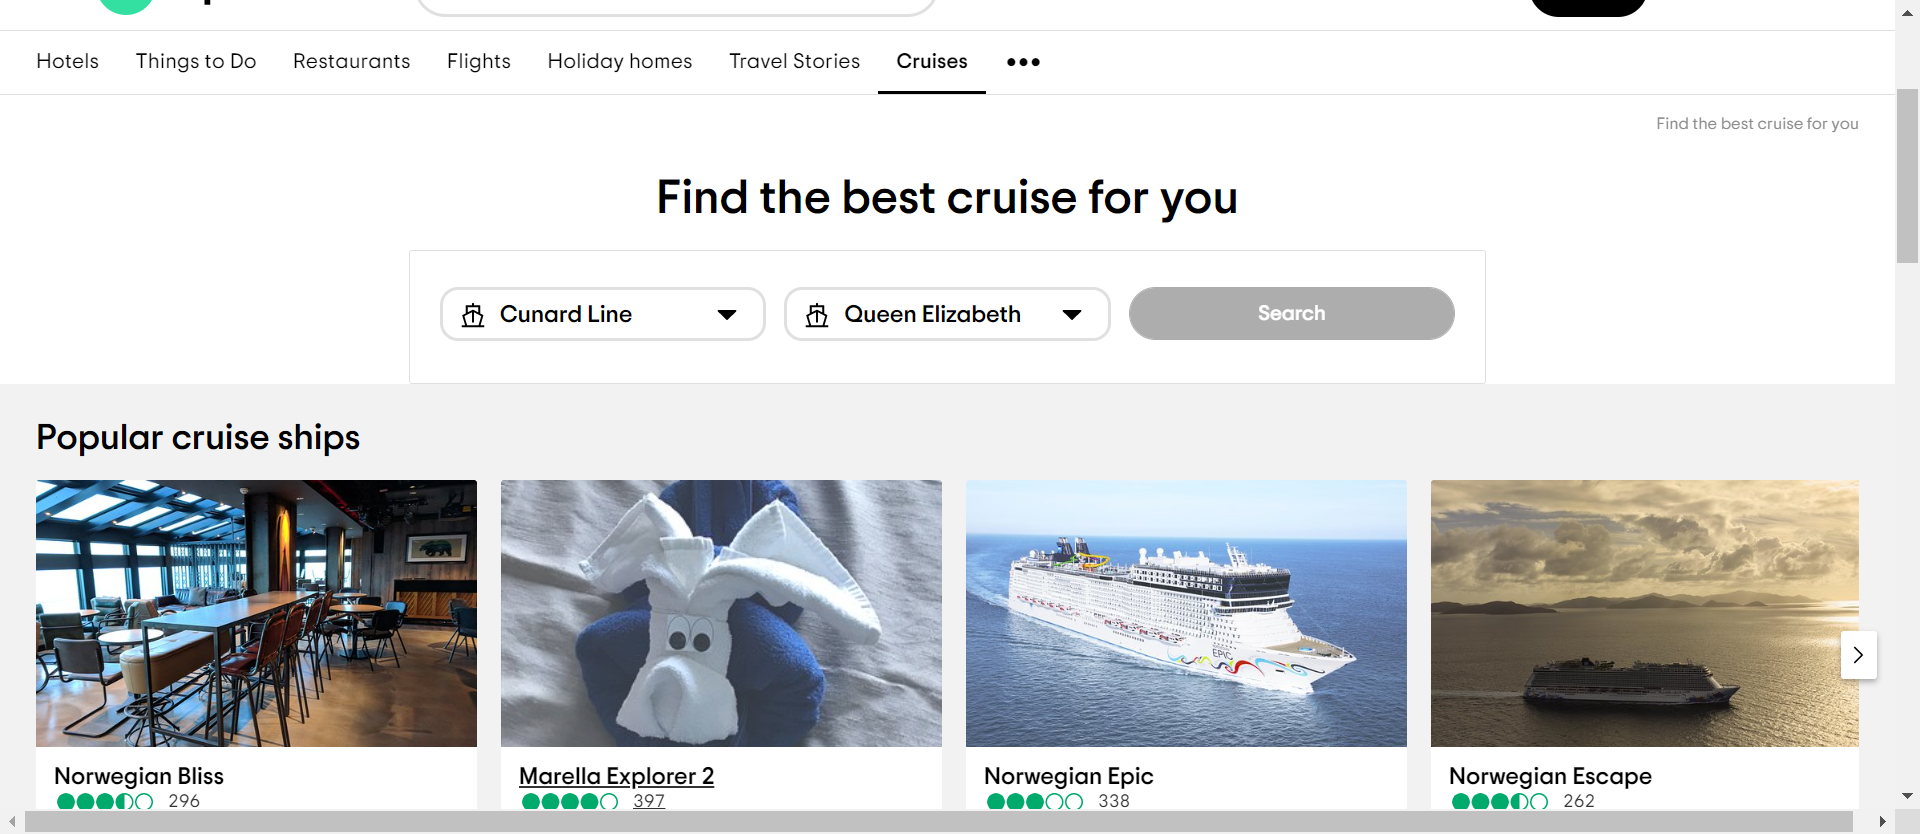 Hotels Things to Do Restaurants Flights Holiday homes Travel Stories Cruises
Find the best cruise for you
Find the best cruise for you
Cunard Line Queen Elizabeth Search
Popular cruise ships
EPIC
Norwegian Bliss
296
Marella Explorer 2
397
Norwegian Epic
338
Norwegian Escape
262